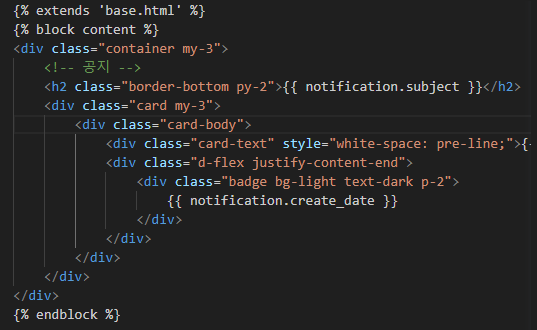 {% extends 'base.html' %}
{% block content %}
<div class="container my-3">
<!-- 공지 -->
<h2 class="border-bottom py-2">{{ notification.subject }}</h2>
<div class="card my-3">
<div class="card-body">
<div class="card-text" style="white-space: pre-line;">{
<div class="d-flex justify-content-end">
<div class="badge bg-light text-dark p-2">
{{ notification.create_date }}
</div>
</div>
</div>
</div>
</div>
{% endblock %}